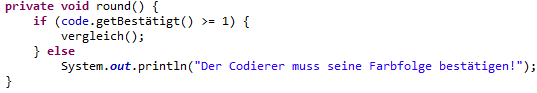 private void round() {
    if (code.getBestätigt() >= 1) {
        vergleich();
    } else
        System.out.println("Der Codierer muss seine Farbfolge bestätigen!");
}